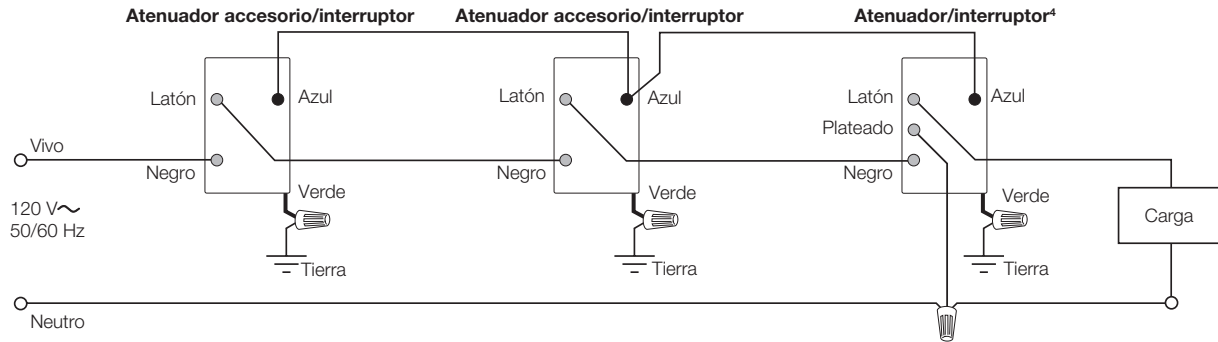 Atenuador accesorio/interruptor
Atenuador accesorio/interruptor
Atenuador/interruptor⁴
Latón
Azul
Latón
Azul
Latón
Azul
Plateado
Vivo
Negro
Negro
Negro
Verde
Verde
Verde
120 V~
50/60 Hz
Carga
Tierra
Tierra
Tierra
Neutro